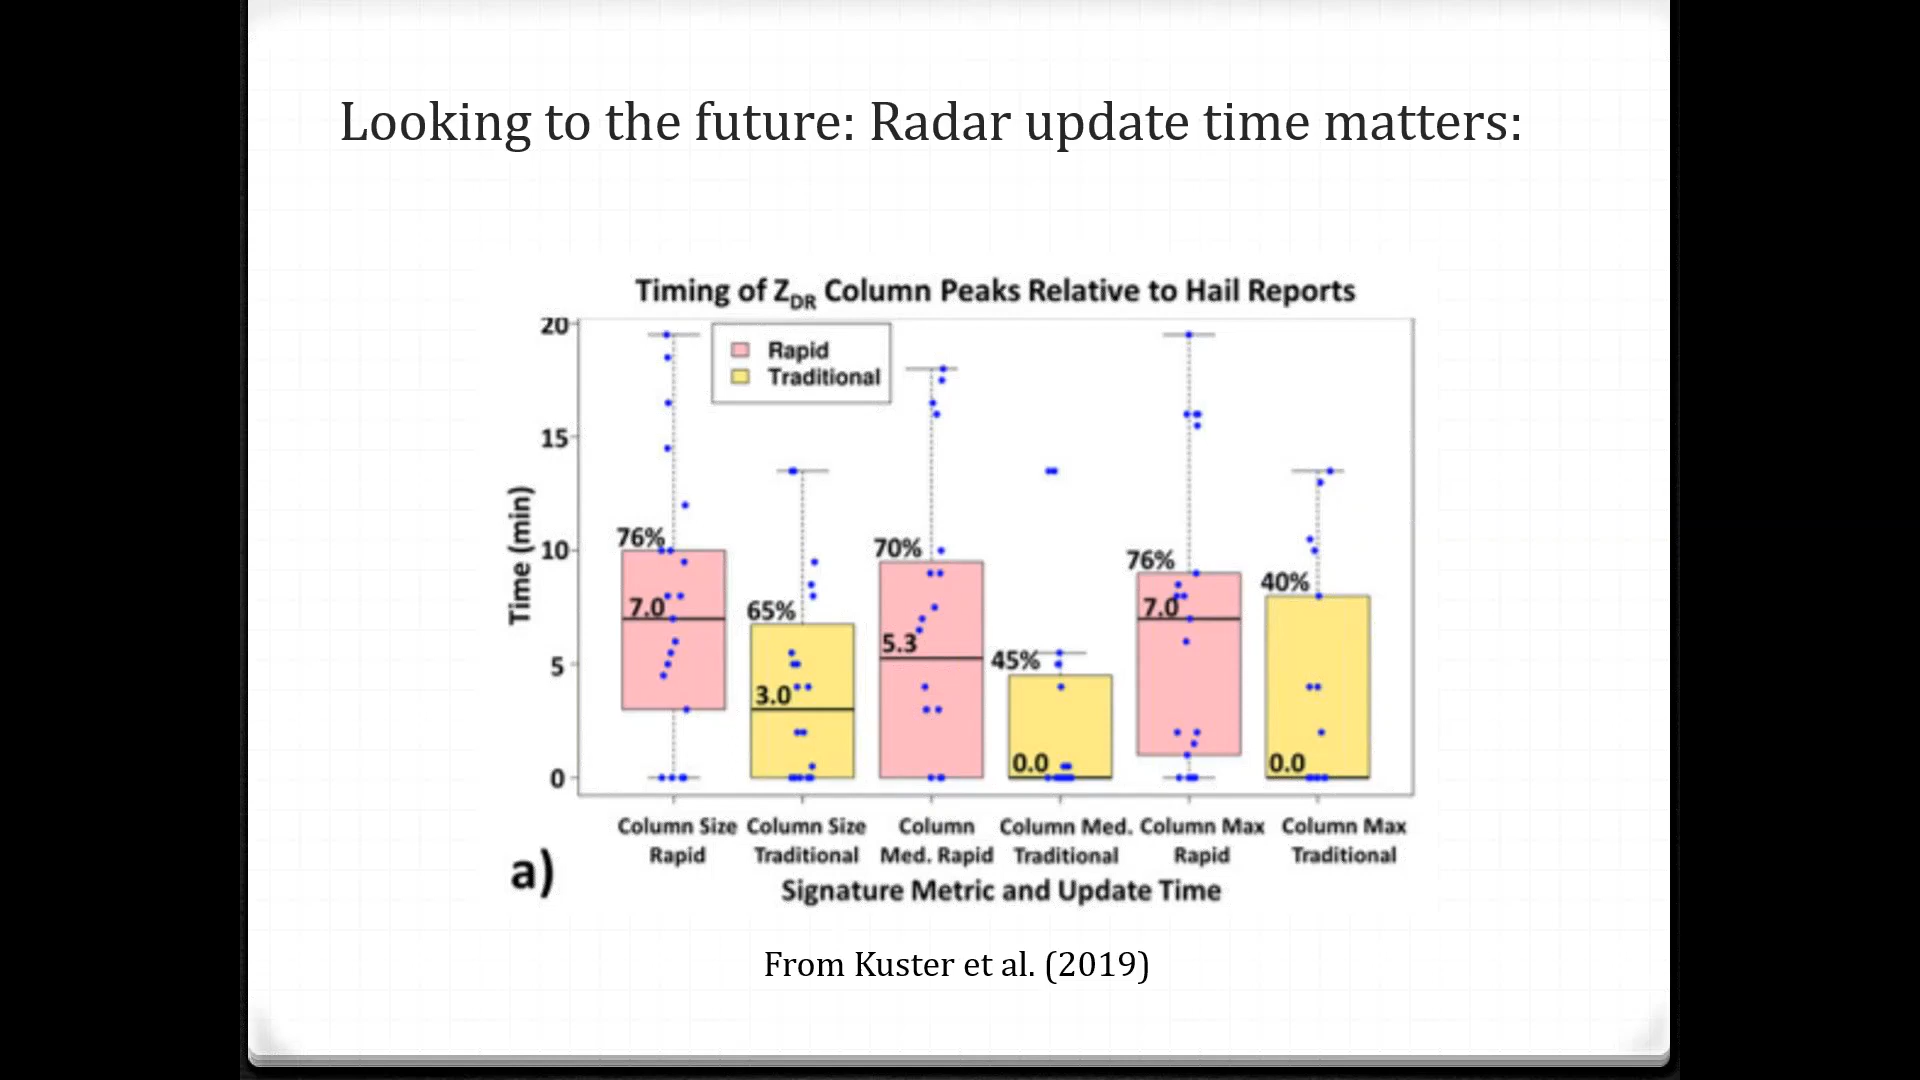 Looking to the future: Radar update time matters:
Timing of ZDR Column Peaks Relative to Hail Reports
Rapid
Traditional
Time (min)
20
15
10
5
0
76%
7.0
65%
3.0
70%
5.3
45%
0.0
76%
7.0
40%
0.0
Column Size Column Size Column Column Med. Column Max Column Max
Rapid Traditional Med. Rapid Traditional Rapid Traditional
a)
Signature Metric and Update Time
From Kuster et al. (2019)